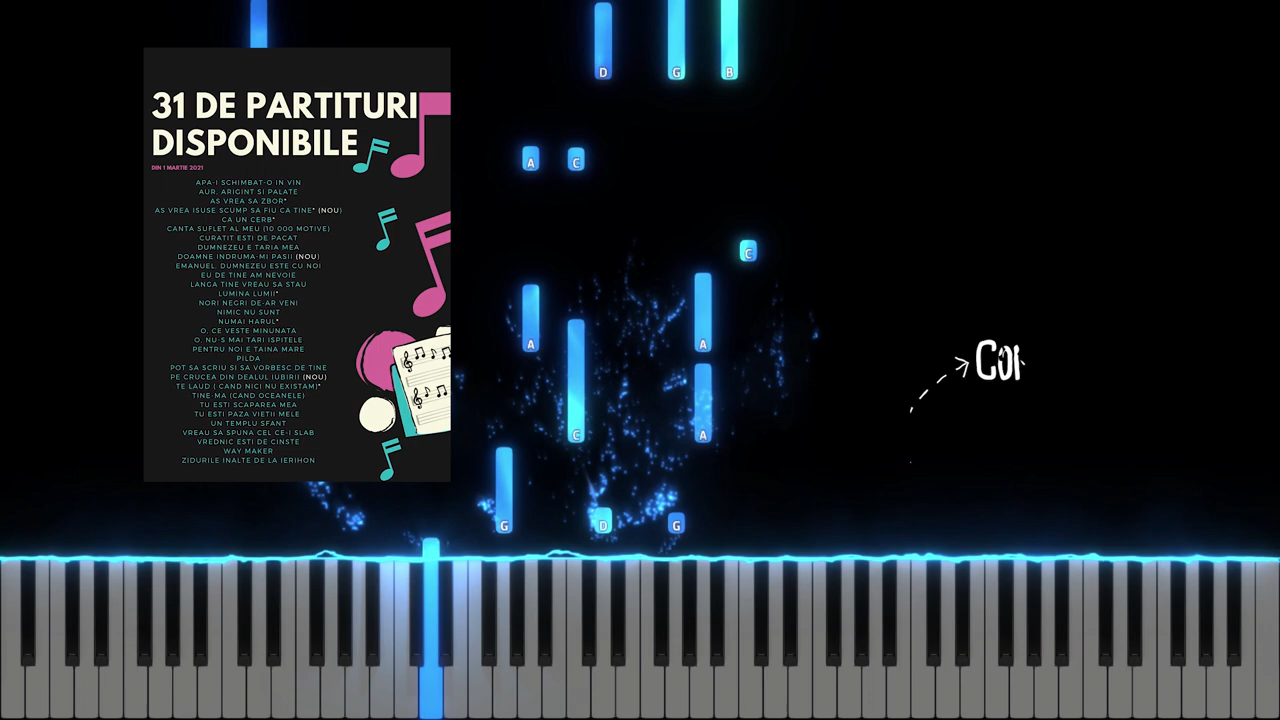 31 DE PARTITURI
DISPONIBILE
DIN 1 MARTIE 2021
APA-I SCHIMBAT-O IN VIN
AUR, ARIGINT SI PALATE
AS VREA SA ZBOR*
AS VREA ISUSE SCUMP SA FIU CA TINE* (NOU)
CA UN CERB*
CANTA SUFLET AL MEU (10 000 MOTIVE)
CURATIT ESTI DE PACAT
DUMNEZEU E TARIA MEA
DOAMNE INDRUMA-MI PASII (NOU)
EMANUEL, DUMNEZEU ESTE CU NOI
EU DE TINE AM NEVOIE
LANGA TINE VREAU SA STAU
LUMINA LUMII*
NORI NEGRI DE-AR VENI
NIMIC NU SUNT
NUMAI HARUL*
O, CE VESTE MINUNATA
O, NU-S MAI TARI ISPITELE
PENTRU NOI E TAINA MARE
PILDA
POT SA SCRIU SI SA VORBESC DE TINE
PE CRUCEA DIN DEALUL IUBIRII (NOU)
TE LAUD ( CAND NICI NU EXISTAM)*
TINE-MA (CAND OCEANELE)
TU ESTI SCAPAREA MEA
TU ESTI PAZA VIETII MELE
UN TEMPLU SFANT
VREAU SA SPUNA CEL CE-I SLAB
VREDNIC ESTI DE CINSTE
WAY MAKER
ZIDURILE INALTE DE LA IERIHON
D G B
A C
C
A A
C A
G D G